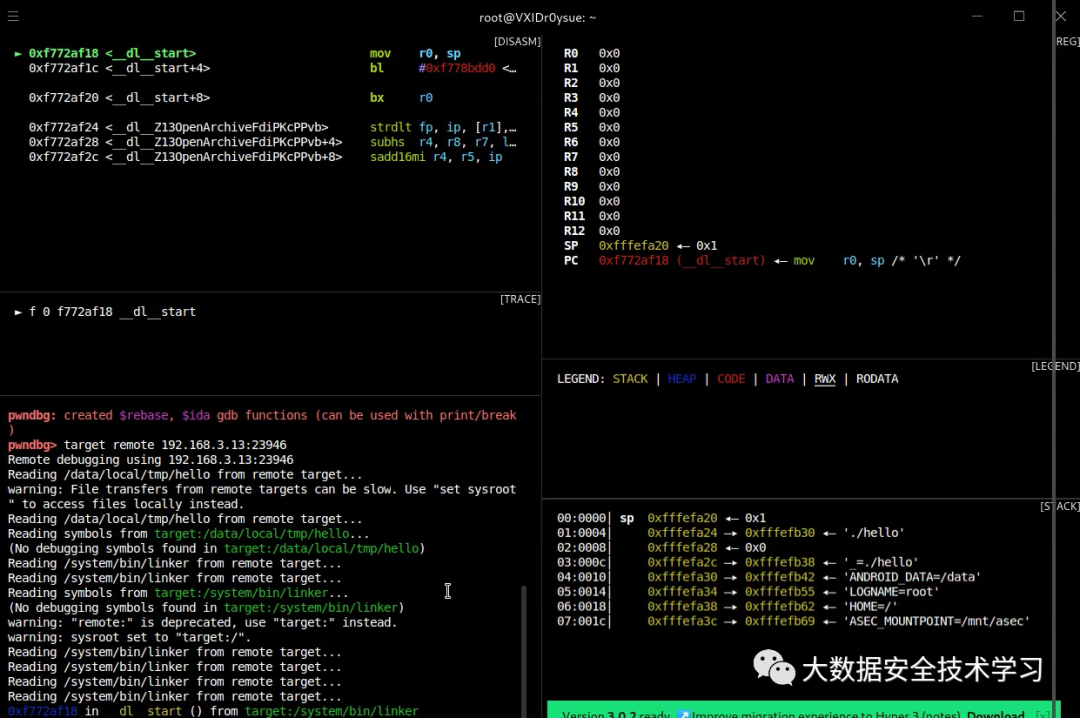 root@VXIDr0ysue: ~
[DISASM]
► 0xf772af18 <__dl__start> mov r0, sp
0xf772af1c <__dl__start+4> bl #0xf778bdd0 <…
0xf772af20 <__dl__start+8> bx r0
0xf772af24 <__dl__Z13OpenArchiveFdiPKcPPvb> strdlt fp, ip, [r1],…
0xf772af28 <__dl__Z13OpenArchiveFdiPKcPPvb+4> subhs r4, r8, r7, l…
0xf772af2c <__dl__Z13OpenArchiveFdiPKcPPvb+8> sadd16mi r4, r5, ip
[TRACE]
► f 0 f772af18 __dl__start
pwndbg: created $rebase, $ida gdb functions (can be used with print/break
)
pwndbg> target remote 192.168.3.13:23946
Remote debugging using 192.168.3.13:23946
Reading /data/local/tmp/hello from remote target...
warning: File transfers from remote targets can be slow. Use "set sysroot
" to access files locally instead.
Reading /data/local/tmp/hello from remote target...
Reading symbols from target:/data/local/tmp/hello...
(No debugging symbols found in target:/data/local/tmp/hello)
Reading /system/bin/linker from remote target...
Reading /system/bin/linker from remote target...
Reading symbols from target:/system/bin/linker...
(No debugging symbols found in target:/system/bin/linker)
warning: "remote:" is deprecated, use "target:" instead.
warning: sysroot set to "target:/".
Reading /system/bin/linker from remote target...
Reading /system/bin/linker from remote target...
Reading /system/bin/linker from remote target...
Reading /system/bin/linker from remote target...
0xf772af18 in __dl__start () from target:/system/bin/linker
REG]
R0 0x0
R1 0x0
R2 0x0
R3 0x0
R4 0x0
R5 0x0
R6 0x0
R7 0x0
R8 0x0
R9 0x0
R10 0x0
R11 0x0
R12 0x0
SP 0xfffefa20 ◂— 0x1
PC 0xf772af18 (__dl__start) ◂— mov r0, sp /* '\r' */
[LEGEND]
LEGEND: STACK | HEAP | CODE | DATA | RWX | RODATA
[STACK]
00:0000│ sp 0xfffefa20 ◂— 0x1
01:0004│ 0xfffefa24 —▸ 0xfffefb30 ◂— './hello'
02:0008│ 0xfffefa28 ◂— 0x0
03:000c│ 0xfffefa2c —▸ 0xfffefb38 ◂— '_=./hello'
04:0010│ 0xfffefa30 —▸ 0xfffefb42 ◂— 'ANDROID_DATA=/data'
05:0014│ 0xfffefa34 —▸ 0xfffefb55 ◂— 'LOGNAME=root'
06:0018│ 0xfffefa38 —▸ 0xfffefb62 ◂— 'HOME=/'
07:001c│ 0xfffefa3c —▸ 0xfffefb69 ◂— 'ASEC_MOUNTPOINT=/mnt/asec'
大数据安全技术学习
Version 3.0.2 ready. Improve migration experience to Hyper 3 (notes). Download [x]